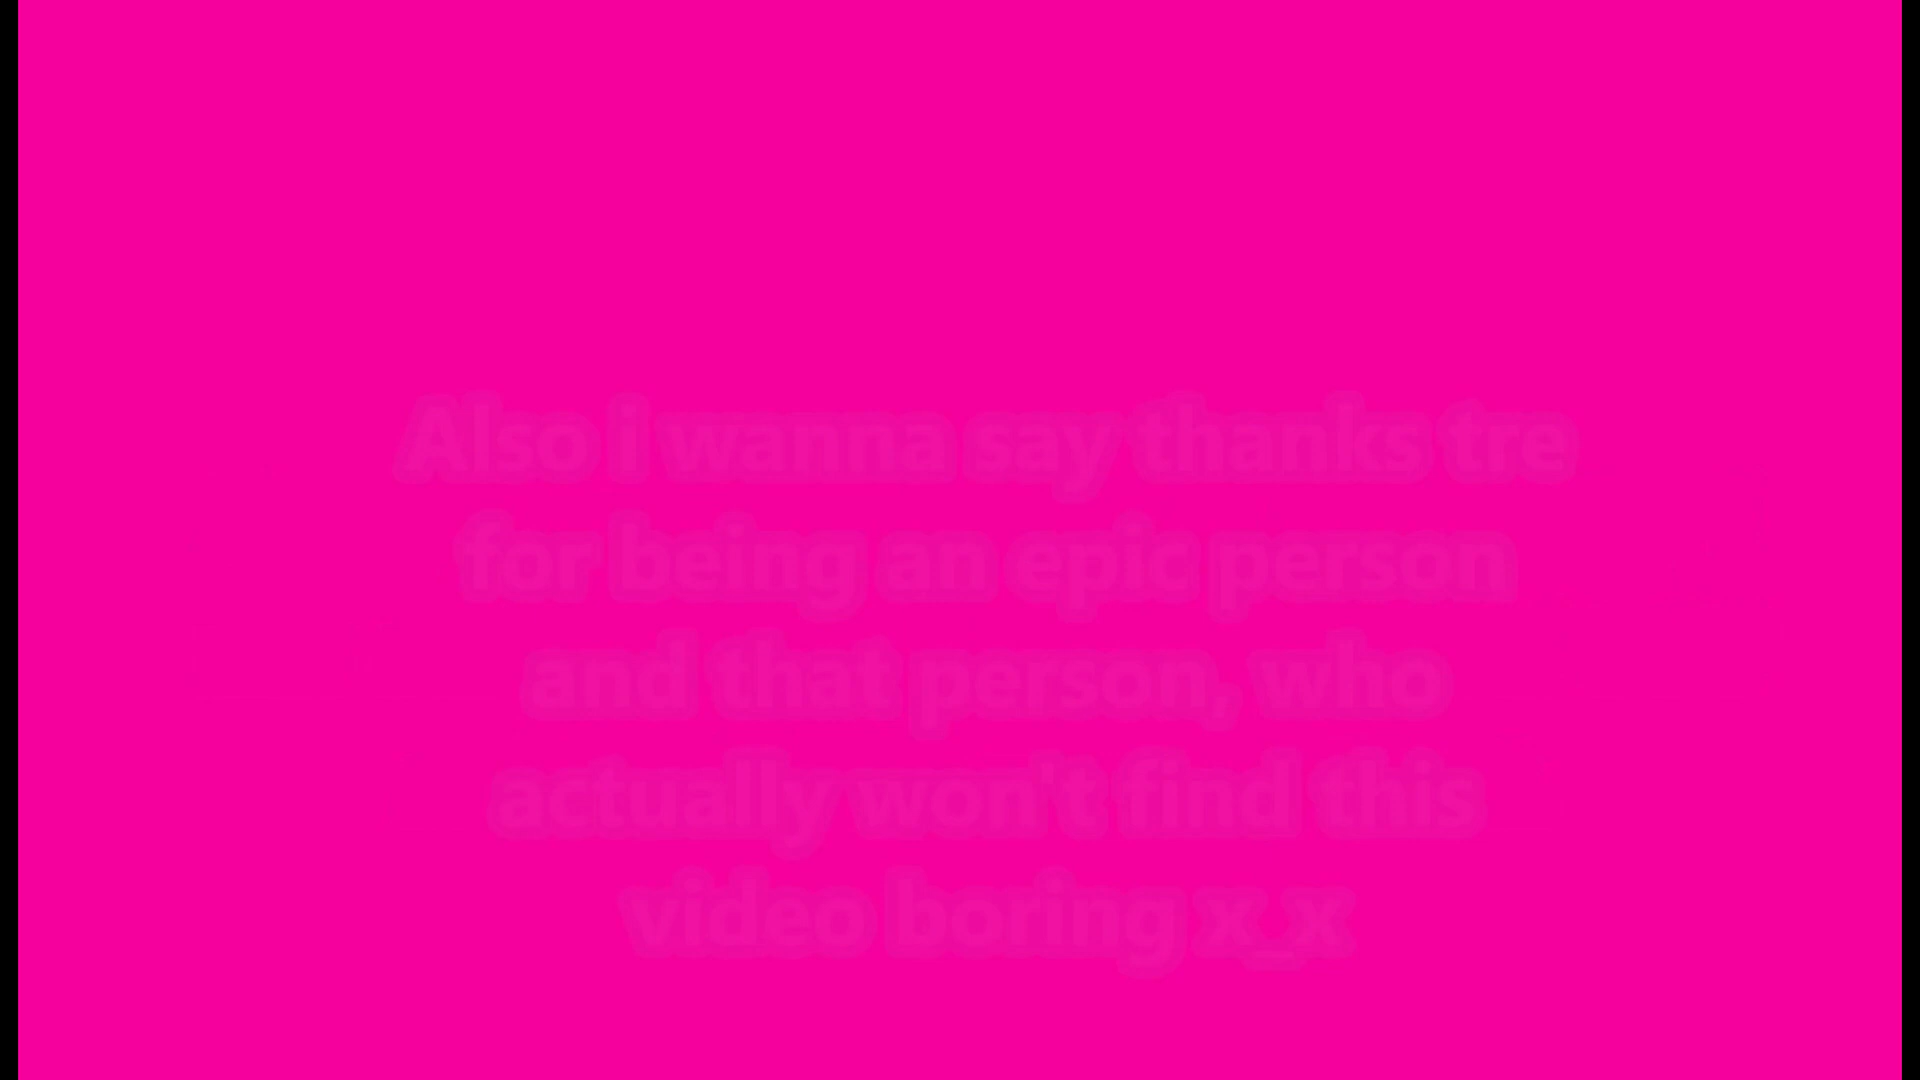 Also i wanna say thanks tre
for being an epic person
and that person, who
actually won't find this
video boring x_x